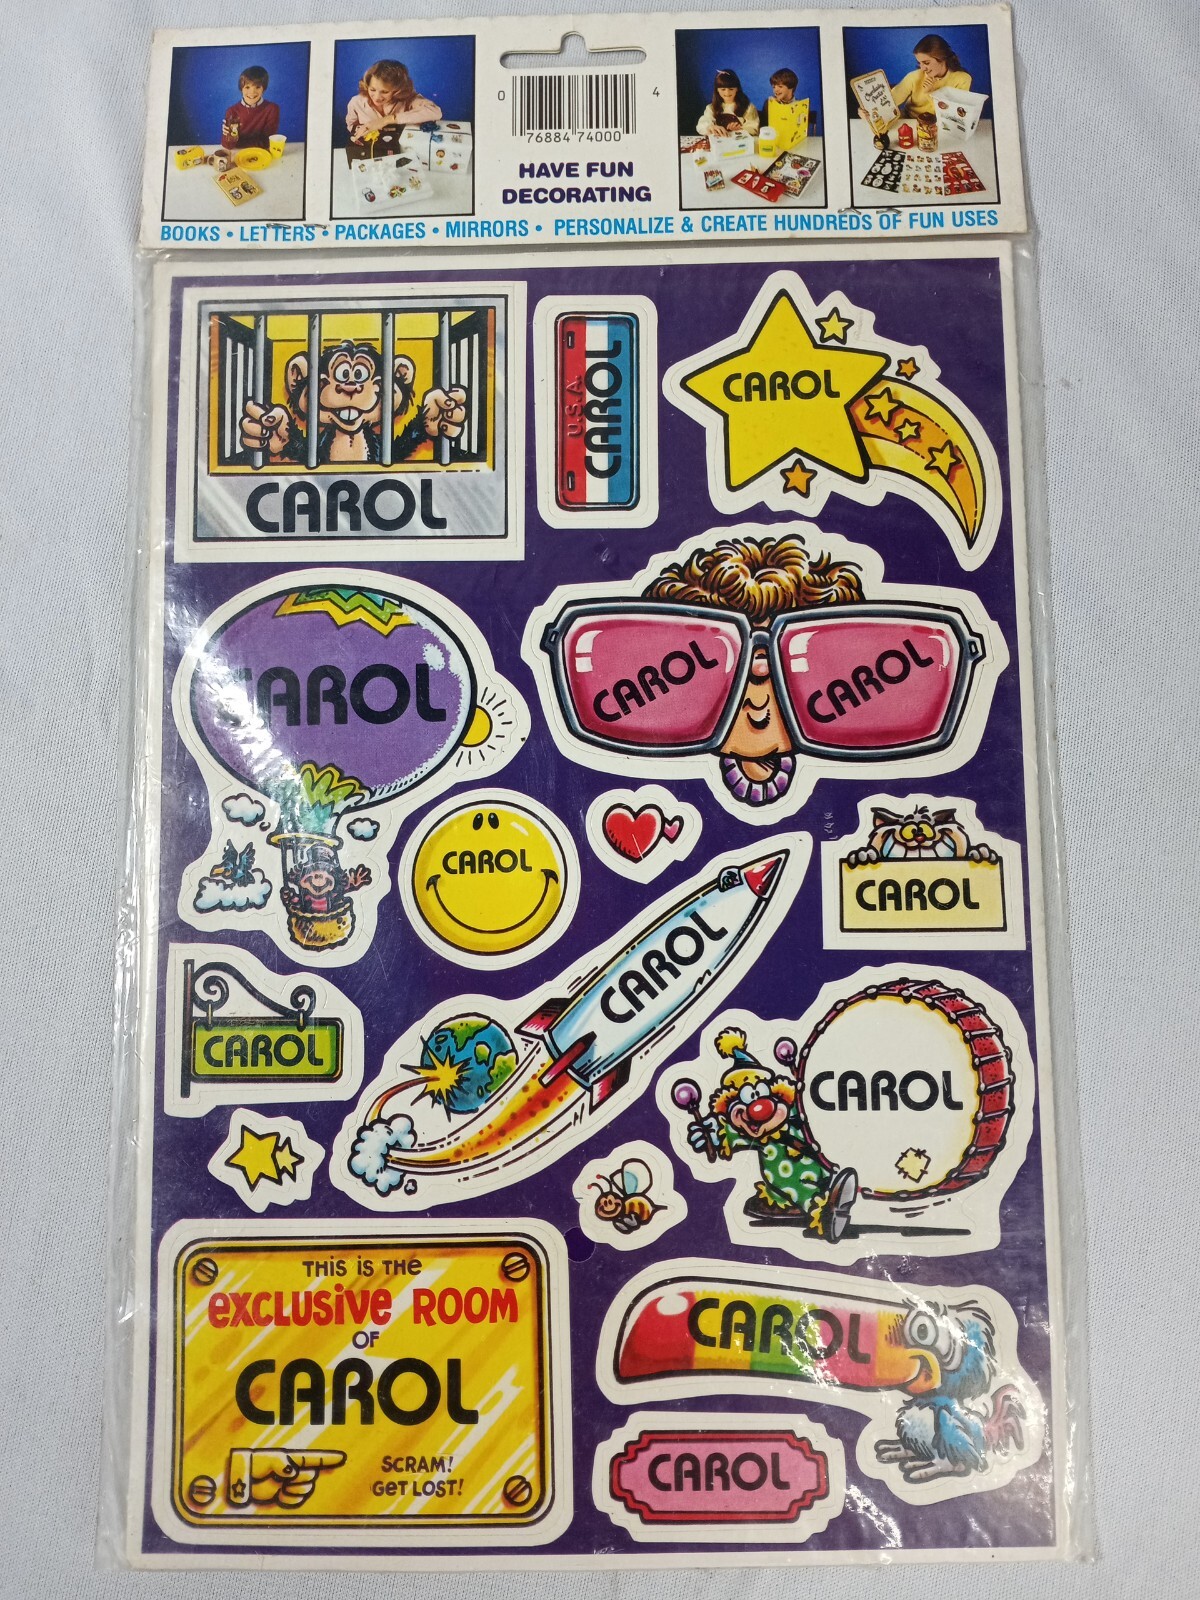 0 76884 74000 4
HAVE FUN
DECORATING
BOOKS • LETTERS • PACKAGES • MIRRORS • PERSONALIZE & CREATE HUNDREDS OF FUN USES
CAROL
U.S.A.
CAROL
CAROL
CAROL
CAROL
CAROL
CAROL
CAROL
CAROL
CAROL
CAROL
THIS IS THE
EXCLUSIVE ROOM
OF
CAROL
SCRAM!
GET LOST!
CAROL
CAROL